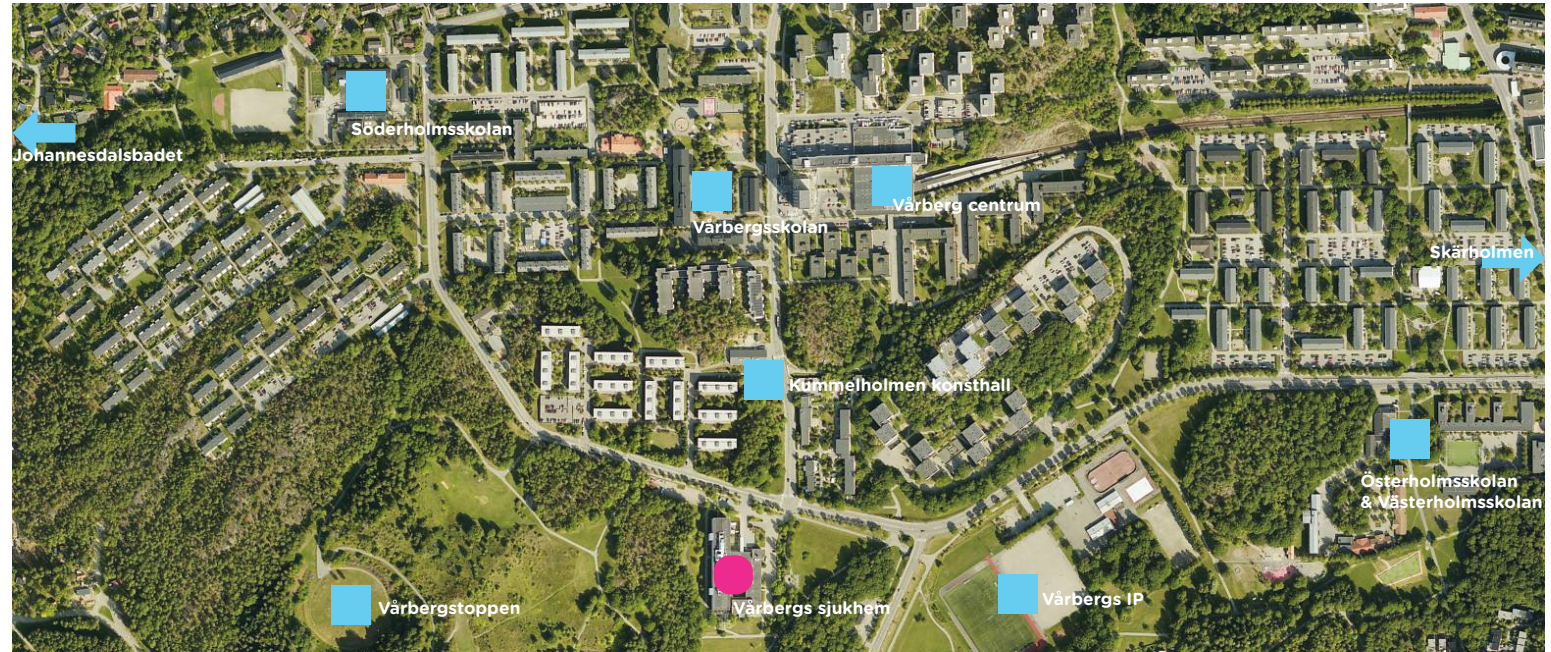 Söderholmsskolan
Johannesdalsbadet
Vårberg centrum
Vårbergsskolan
Skärholmen
Kummelholmen konsthall
Österholmsskolan
& Västerholmsskolan
Vårbergstoppen
Vårbergs sjukhem
Vårbergs IP